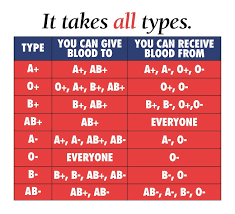 It takes all types.
TYPE YOU CAN GIVE BLOOD TO YOU CAN RECEIVE BLOOD FROM
A+ A+, AB+ A+, A-, O+, O-
O+ O+, A+, B+, AB+ O+, O-
B+ B+, AB+ B+, B-, O+,O-
AB+ AB+ EVERYONE
A- A+, A-, AB+, AB- A-, O-
O- EVERYONE O-
B- B+, B-, AB+, AB- B-, O-
AB- AB+, AB- AB-, A-, B-, O-